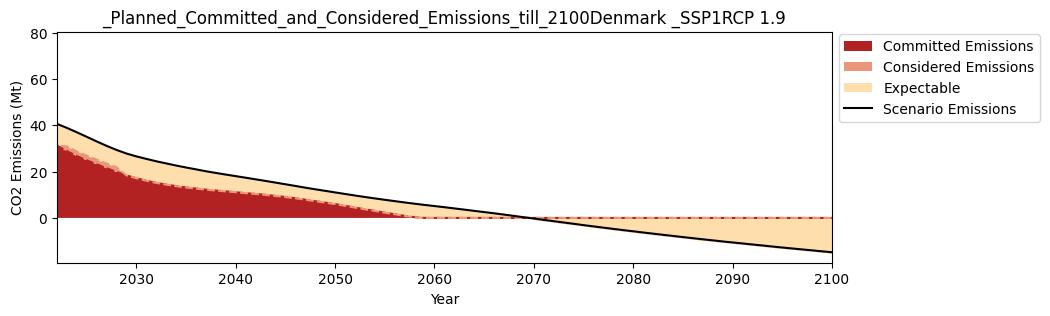 _Planned_Committed_and_Considered_Emissions_till_2100Denmark _SSP1RCP 1.9
80
60
40
20
0
CO2 Emissions (Mt)
2030 2040 2050 2060 2070 2080 2090 2100
Year
Committed Emissions
Considered Emissions
Expectable
Scenario Emissions